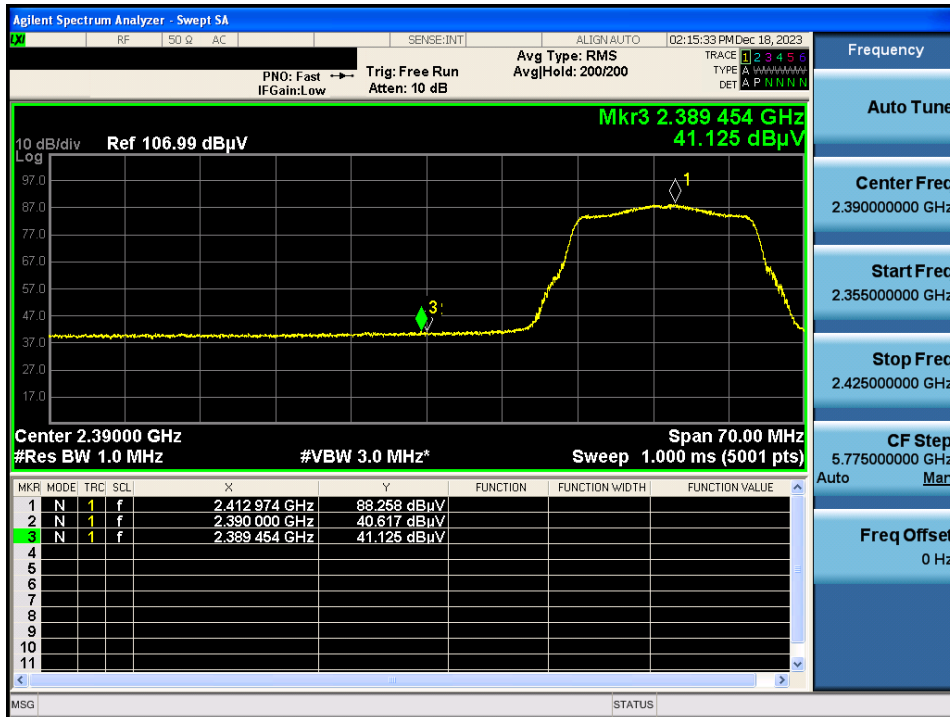 Agilent Spectrum Analyzer - Swept SA
LXI RF 50 Ω AC SENSE:INT ALIGN AUTO 02:15:33 PM Dec 18, 2023
PNO: Fast
IFGain:Low
Trig: Free Run
Atten: 10 dB
Avg Type: RMS
Avg|Hold: 200/200
TRACE 1 2 3 4 5 6
TYPE A
DET A P N N N N
Mkr3 2.389 454 GHz
41.125 dBµV
10 dB/div Ref 106.99 dBµV
Log
97.0
87.0
77.0
67.0
57.0
47.0
37.0
27.0
17.0
1
3
Center 2.39000 GHz Span 70.00 MHz
#Res BW 1.0 MHz #VBW 3.0 MHz* Sweep 1.000 ms (5001 pts)
MKR MODE TRC SCL X Y FUNCTION FUNCTION WIDTH FUNCTION VALUE
1 N 1 f 2.412 974 GHz 88.258 dBµV
2 N 1 f 2.390 000 GHz 40.617 dBµV
3 N 1 f 2.389 454 GHz 41.125 dBµV
4
5
6
7
8
9
10
11
MSG STATUS
Frequency
Auto Tune
Center Freq
2.390000000 GHz
Start Freq
2.355000000 GHz
Stop Freq
2.425000000 GHz
CF Step
5.775000000 GHz
Auto Man
Freq Offset
0 Hz